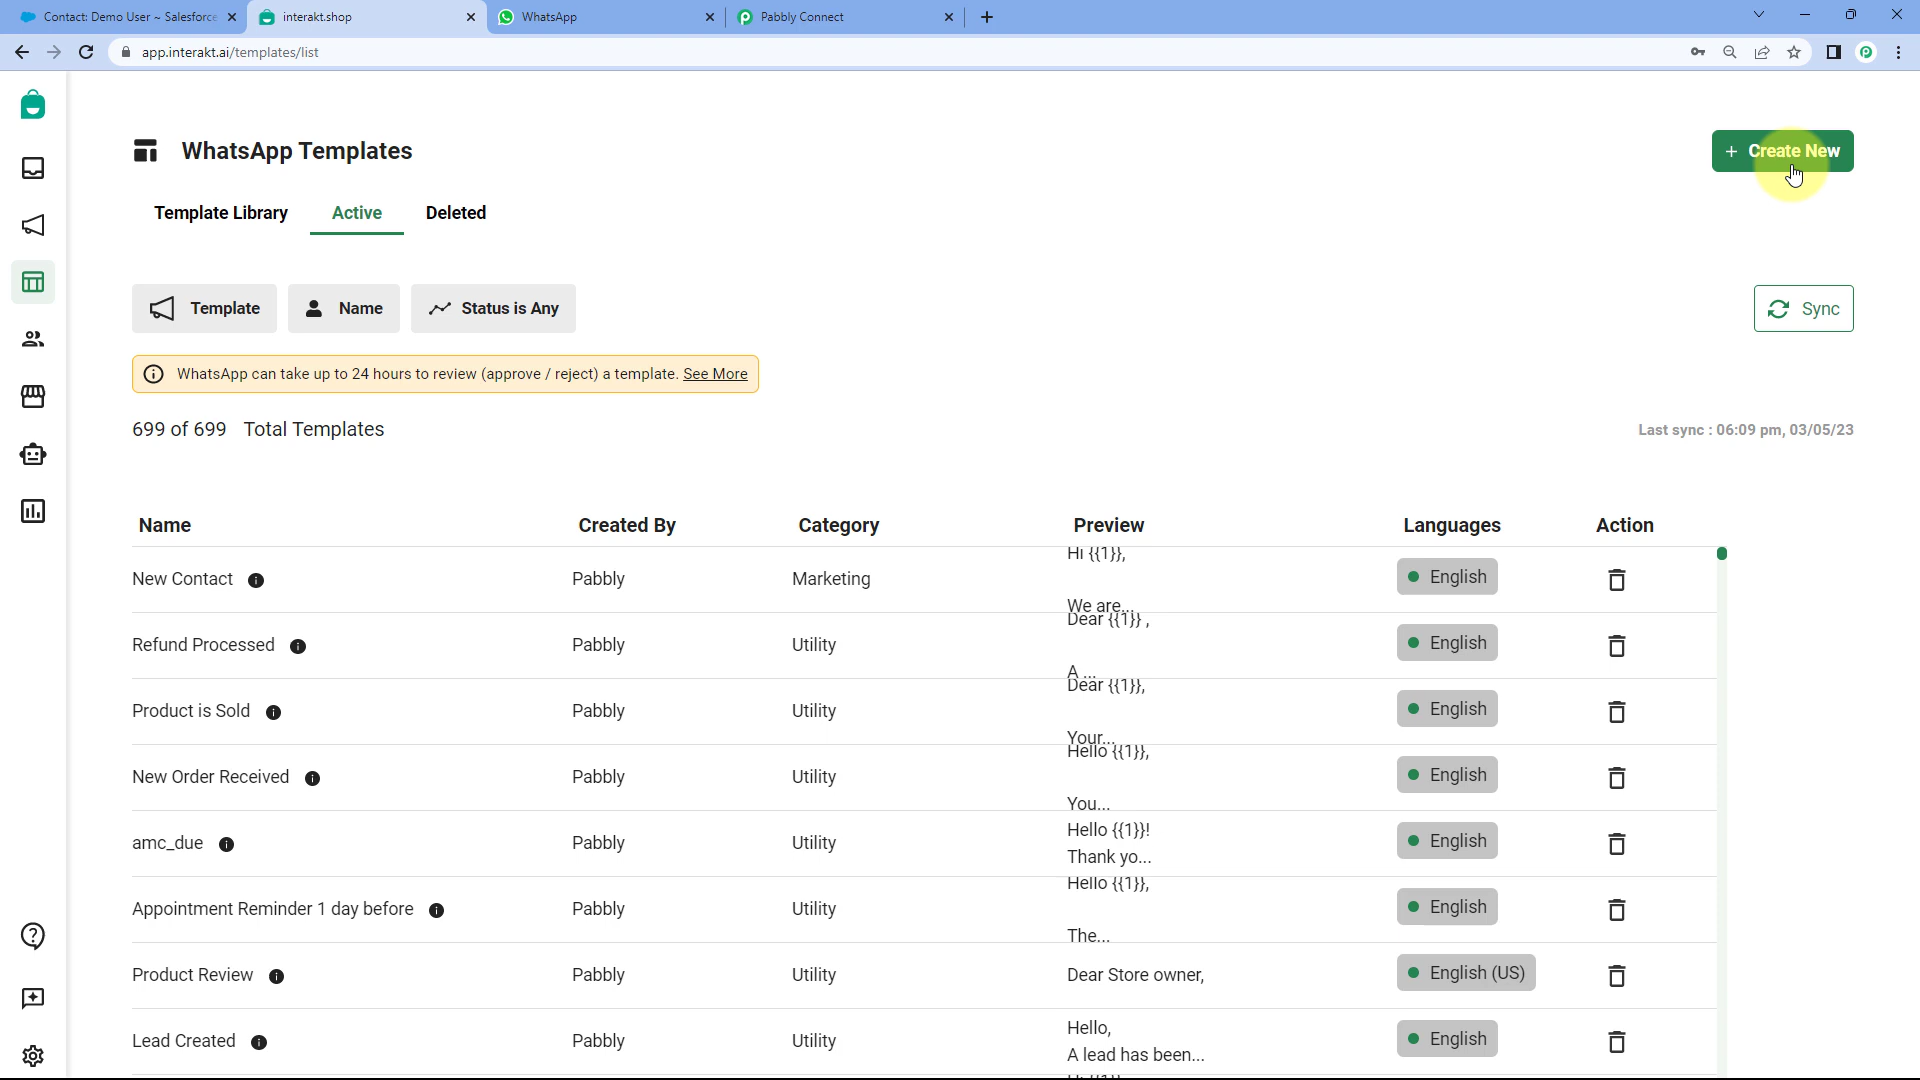 Contact: Demo User ~ Salesforce
interakt.shop
WhatsApp
Pabbly Connect
app.interakt.ai/templates/list
WhatsApp Templates
+ Create New
Template Library Active Deleted
Template Name Status is Any Sync
WhatsApp can take up to 24 hours to review (approve / reject) a template. See More
699 of 699 Total Templates
Last sync : 06:09 pm, 03/05/23
Name Created By Category Preview Languages Action
New Contact Pabbly Marketing Hi {{1}}, English
We are...
Refund Processed Pabbly Utility Dear {{1}} , English
A ...
Product is Sold Pabbly Utility Dear {{1}}, English
Your...
New Order Received Pabbly Utility Hello {{1}}, English
You...
amc_due Pabbly Utility Hello {{1}}! English
Thank yo...
Appointment Reminder 1 day before Pabbly Utility Hello {{1}}, English
The...
Product Review Pabbly Utility Dear Store owner, English (US)
Lead Created Pabbly Utility Hello, English
A lead has been...